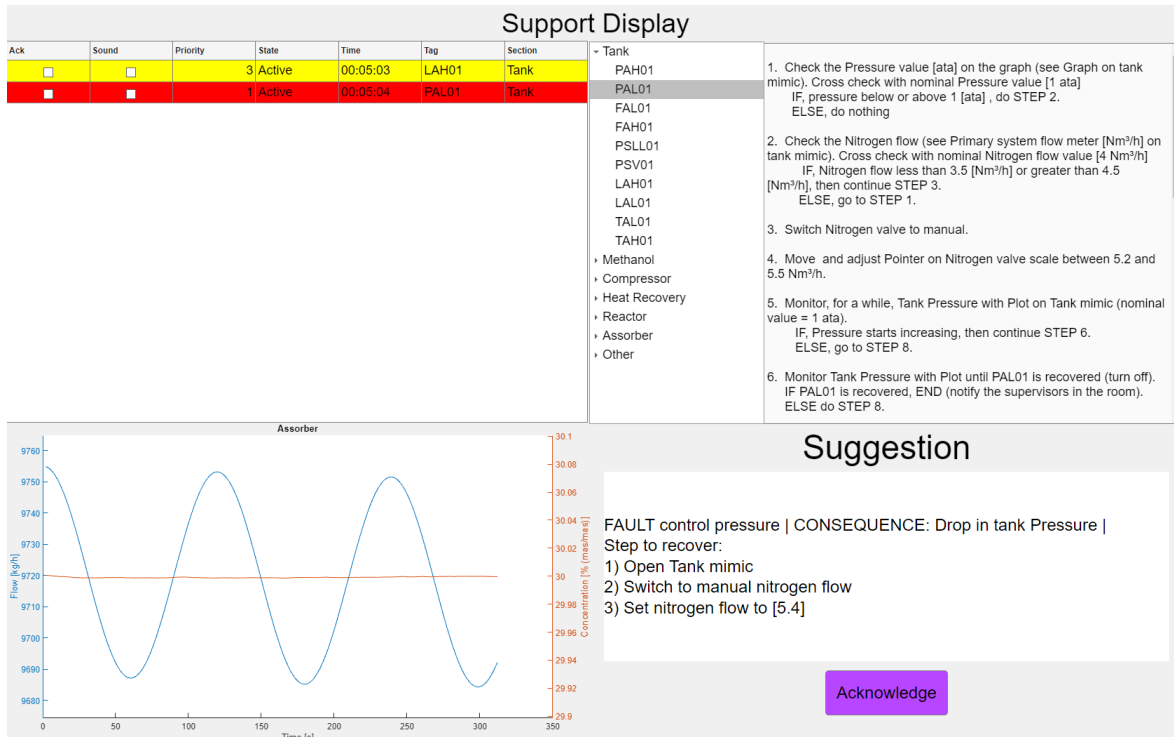 Support Display
Ack Sound Priority State Time Tag Section
3 Active 00:05:03 LAH01 Tank
1 Active 00:05:04 PAL01 Tank
Tank
PAH01
PAL01
FAL01
FAH01
PSLL01
PSV01
LAH01
LAL01
TAL01
TAH01
Methanol
Compressor
Heat Recovery
Reactor
Assorber
Other
1. Check the Pressure value [ata] on the graph (see Graph on tank
mimic). Cross check with nominal Pressure value [1 ata]
IF, pressure below or above 1 [ata] , do STEP 2.
ELSE, do nothing
2. Check the Nitrogen flow (see Primary system flow meter [Nm³/h] on
tank mimic). Cross check with nominal Nitrogen flow value [4 Nm³/h]
IF, Nitrogen flow less than 3.5 [Nm³/h] or greater than 4.5
[Nm³/h], then continue STEP 3.
ELSE, go to STEP 1.
3. Switch Nitrogen valve to manual.
4. Move and adjust Pointer on Nitrogen valve scale between 5.2 and
5.5 Nm³/h.
5. Monitor, for a while, Tank Pressure with Plot on Tank mimic (nominal
value = 1 ata).
IF, Pressure starts increasing, then continue STEP 6.
ELSE, go to STEP 8.
6. Monitor Tank Pressure with Plot until PAL01 is recovered (turn off).
IF PAL01 is recovered, END (notify the supervisors in the room).
ELSE do STEP 8.
Assorber
9760
9750
9740
9730
9720
9710
9700
9690
9680
Flow [kg/h]
30.1
30.08
30.06
30.04
30.02
30
29.98
29.96
29.94
29.92
29.9
Concentration [% (mas/mas)]
0 50 100 150 200 250 300 350
Time [s]
Suggestion
FAULT control pressure | CONSEQUENCE: Drop in tank Pressure |
Step to recover:
1) Open Tank mimic
2) Switch to manual nitrogen flow
3) Set nitrogen flow to [5.4]
Acknowledge